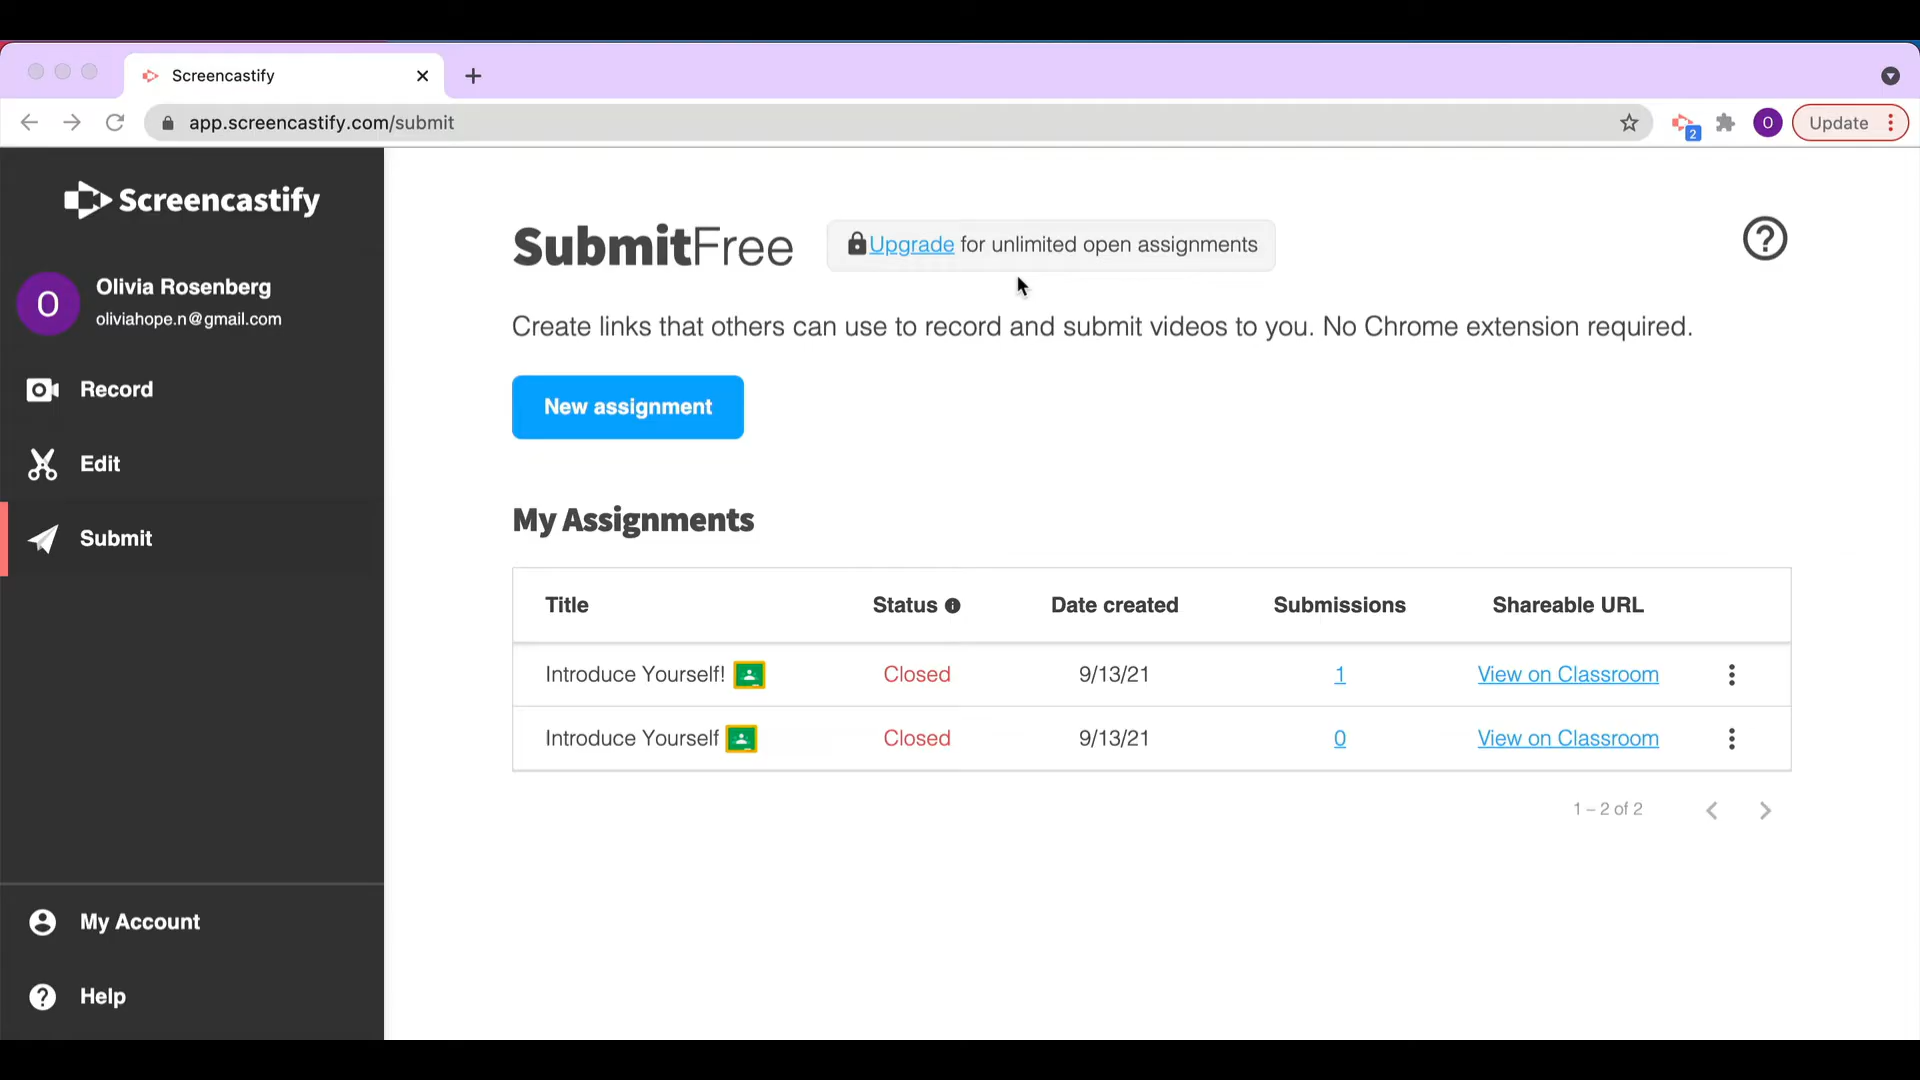 Screencastify
app.screencastify.com/submit
2
O
Update
Screencastify
O
Olivia Rosenberg
oliviahope.n@gmail.com
Record
Edit
Submit
My Account
Help
SubmitFree
Upgrade for unlimited open assignments
Create links that others can use to record and submit videos to you. No Chrome extension required.
New assignment
My Assignments
Title Status Date created Submissions Shareable URL
Introduce Yourself! Closed 9/13/21 1 View on Classroom
Introduce Yourself Closed 9/13/21 0 View on Classroom
1 – 2 of 2